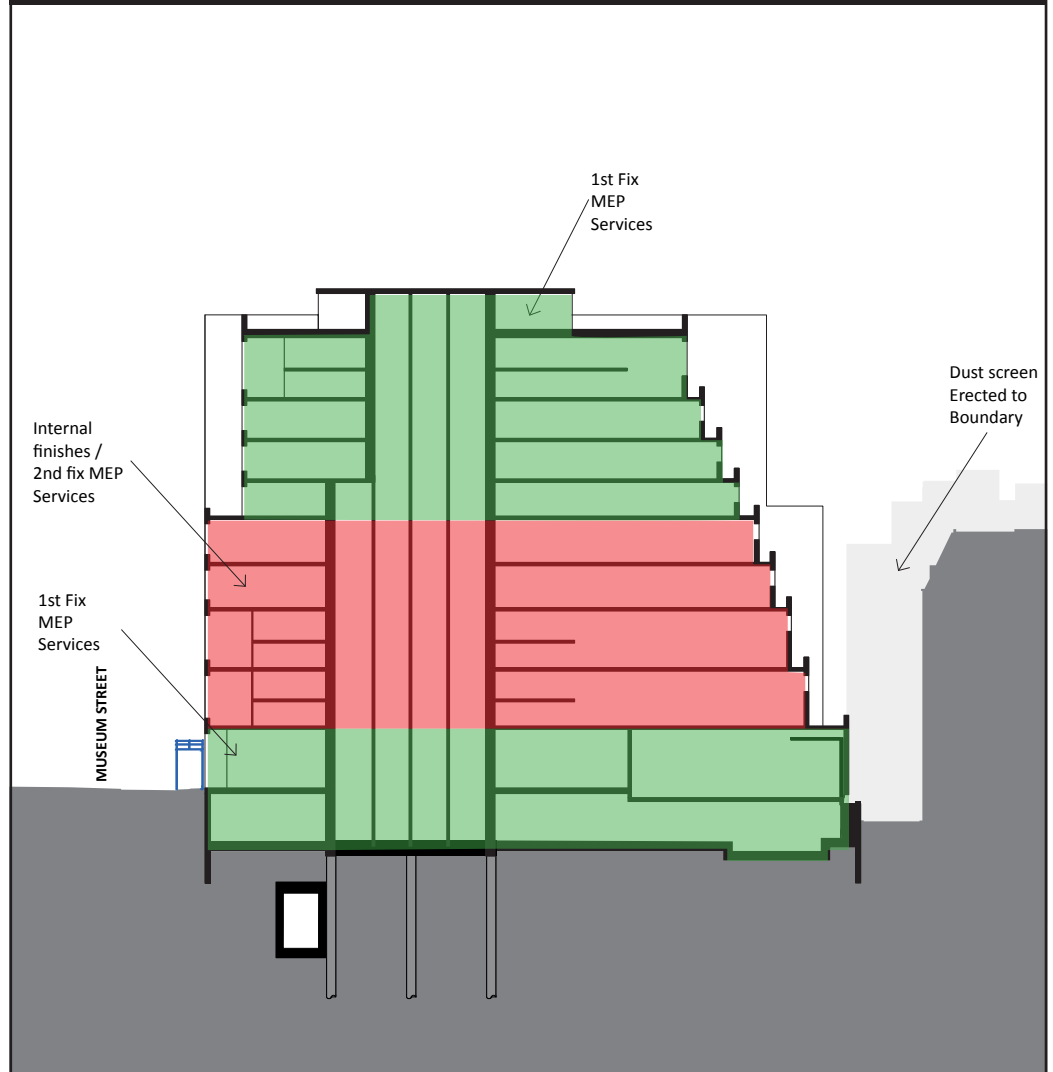 1st Fix
MEP
Services
Dust screen
Erected to
Boundary
Internal
finishes /
2nd fix MEP
Services
1st Fix
MEP
Services
MUSEUM STREET